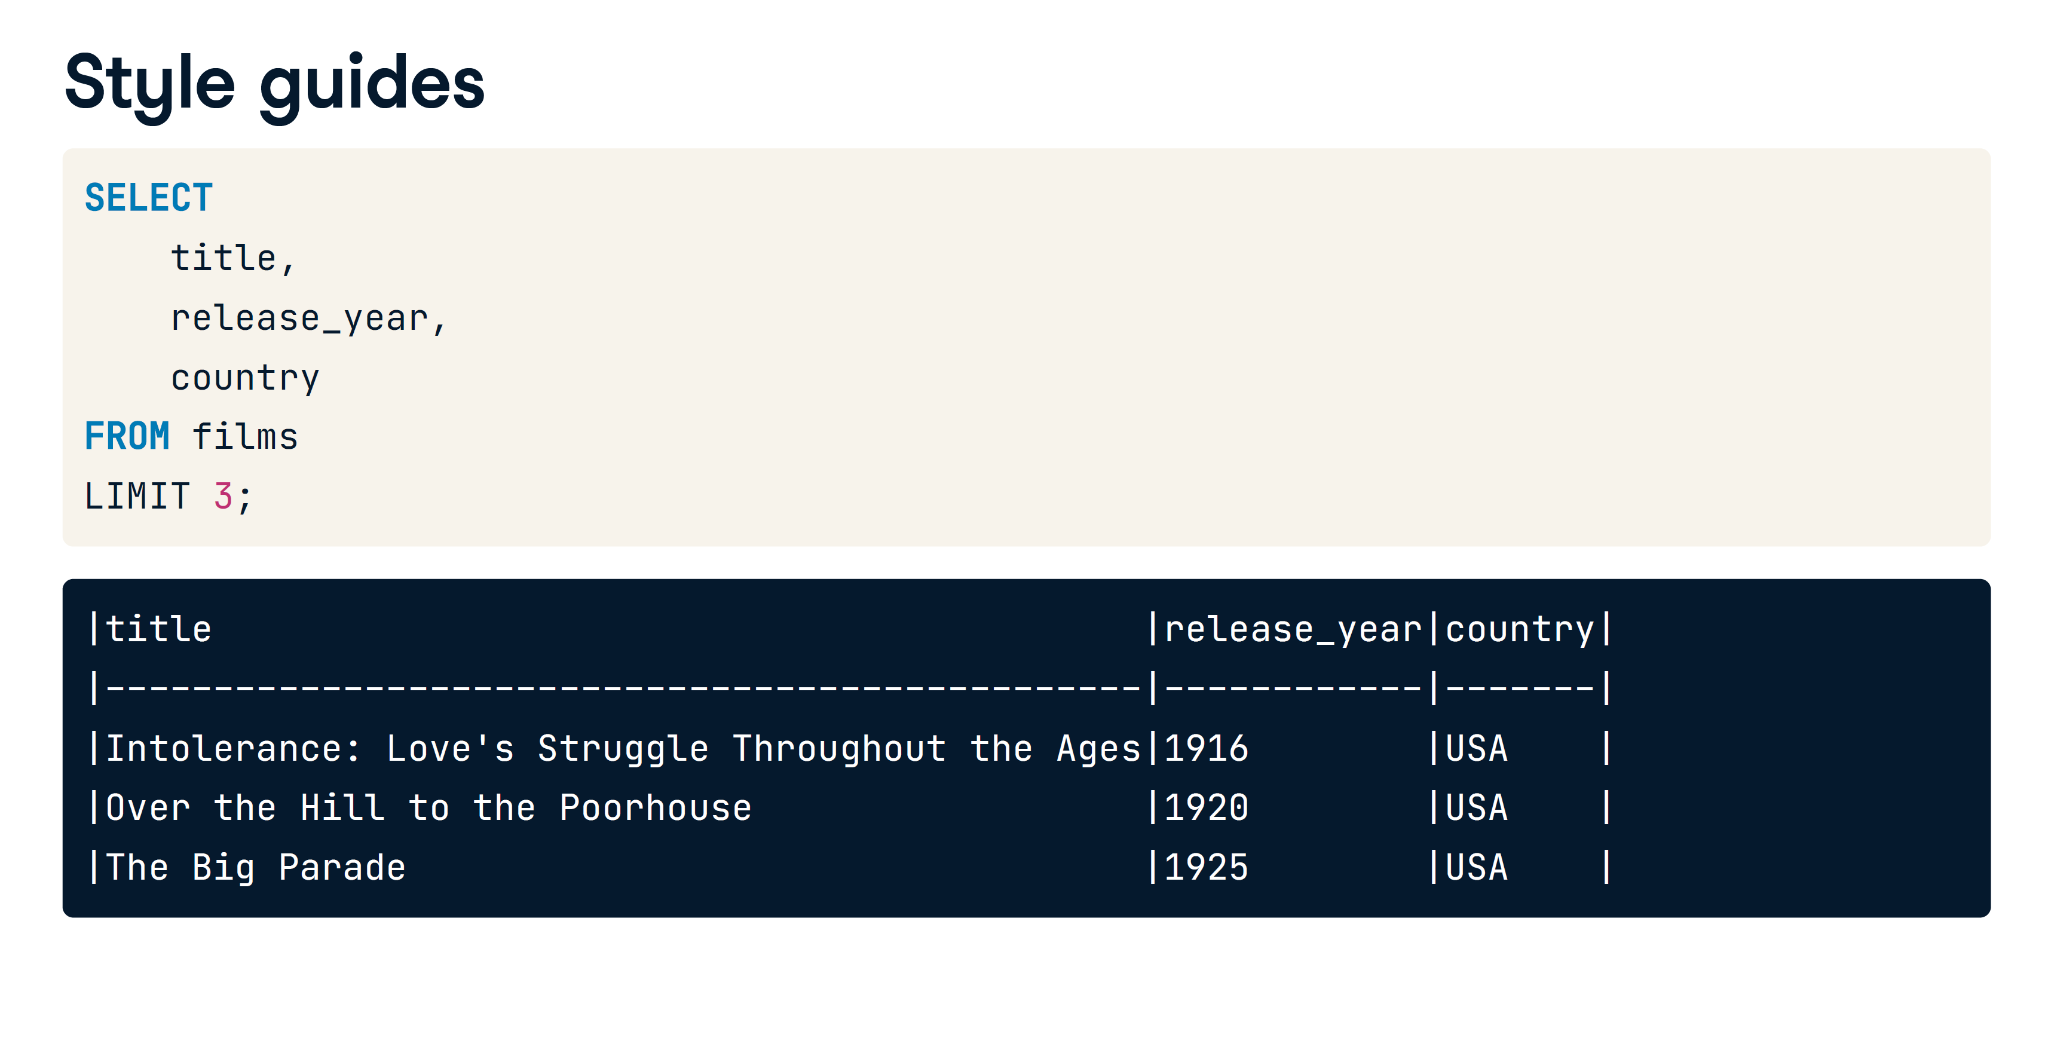 Style guides
SELECT
    title,
    release_year,
    country
FROM films
LIMIT 3;
|title                                           |release_year|country|
|------------------------------------------------|------------|-------|
|Intolerance: Love's Struggle Throughout the Ages|1916        |USA    |
|Over the Hill to the Poorhouse                  |1920        |USA    |
|The Big Parade                                  |1925        |USA    |